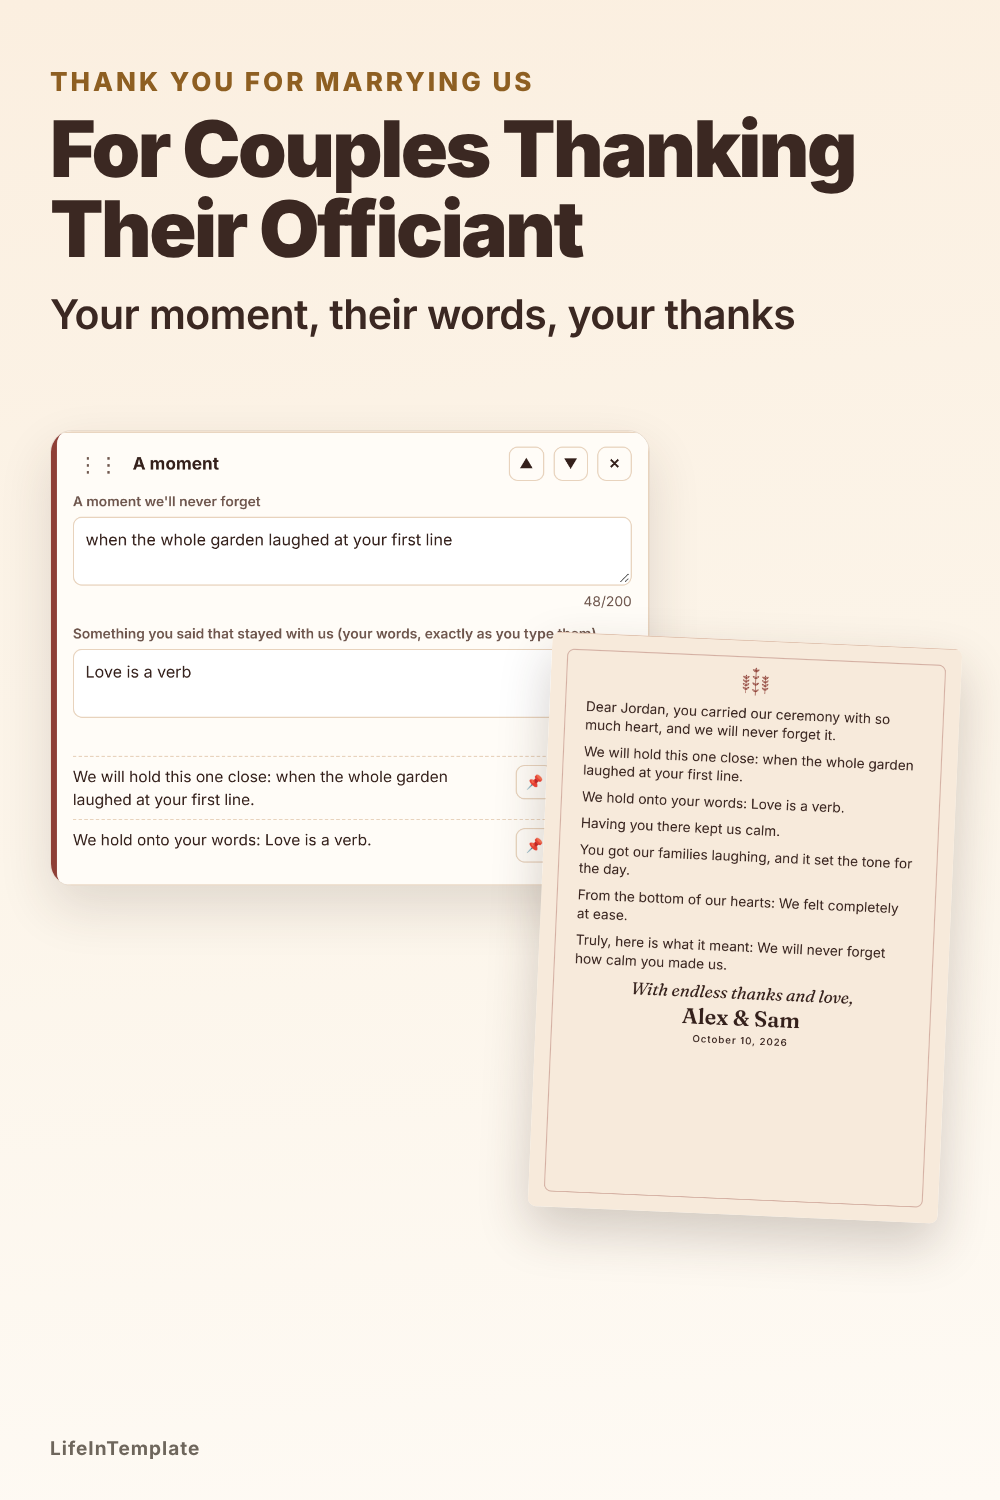 THANK YOU FOR MARRYING US
For Couples Thanking
Their Officiant
Your moment, their words, your thanks
A moment
A moment we'll never forget
when the whole garden laughed at your first line
48/200
Something you said that stayed with us (your words, exactly as you type them)
Love is a verb
We will hold this one close: when the whole garden
laughed at your first line.
We hold onto your words: Love is a verb.
Dear Jordan, you carried our ceremony with so
much heart, and we will never forget it.
We will hold this one close: when the whole garden
laughed at your first line.
We hold onto your words: Love is a verb.
Having you there kept us calm.
You got our families laughing, and it set the tone for
the day.
From the bottom of our hearts: We felt completely
at ease.
Truly, here is what it meant: We will never forget
how calm you made us.
With endless thanks and love,
Alex & Sam
October 10, 2026
LifeInTemplate